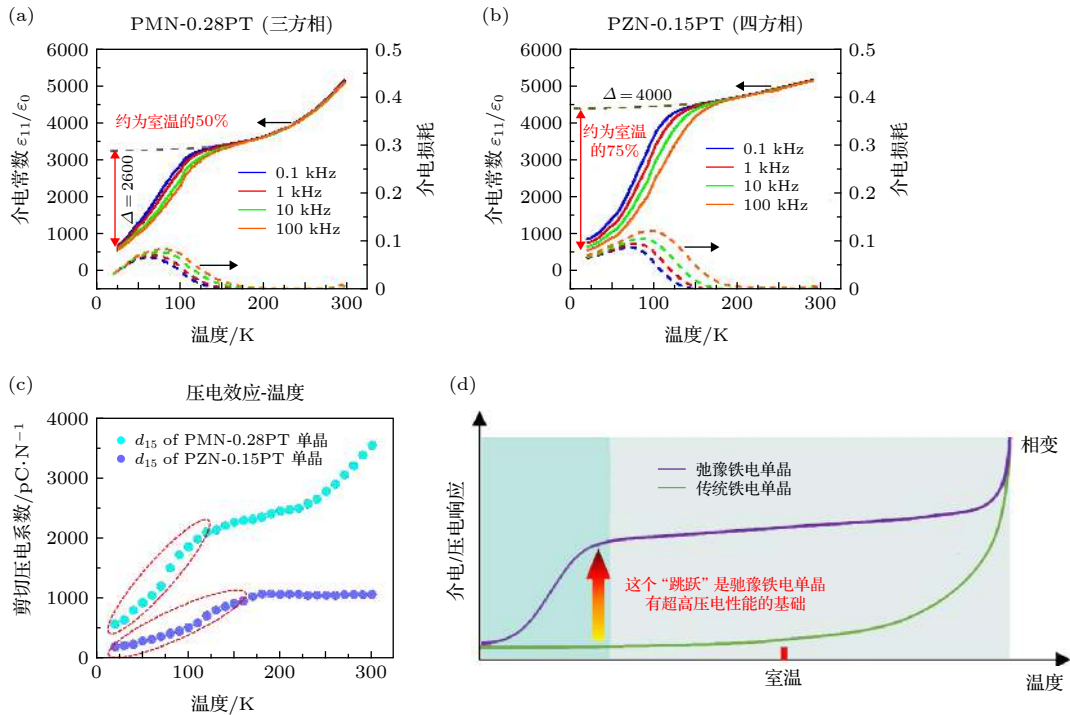 (a)
PMN-0.28PT (三方相)
6000
5000
4000
3000
2000
1000
0
介电常数 ε11/ε0
0.5
0.4
0.3
0.2
0.1
0
介电损耗
约为室温的50%
Δ=2600
0.1 kHz
1 kHz
10 kHz
100 kHz
0
50
100
150
200
250
300
温度/K
(b)
PZN-0.15PT (四方相)
6000
5000
4000
3000
2000
1000
0
介电常数 ε11/ε0
0.5
0.4
0.3
0.2
0.1
0
介电损耗
Δ=4000
约为室温
的75%
0.1 kHz
1 kHz
10 kHz
100 kHz
0
50
100
150
200
250
300
温度/K
(c)
压电效应-温度
4000
3000
2000
1000
0
剪切压电系数/pC·N−1
d15 of PMN-0.28PT 单晶
d15 of PZN-0.15PT 单晶
0
50
100
150
200
250
300
温度/K
(d)
介电/压电响应
弛豫铁电单晶
传统铁电单晶
相变
这个 “跳跃” 是驰豫铁电单晶
有超高压电性能的基础
室温
温度